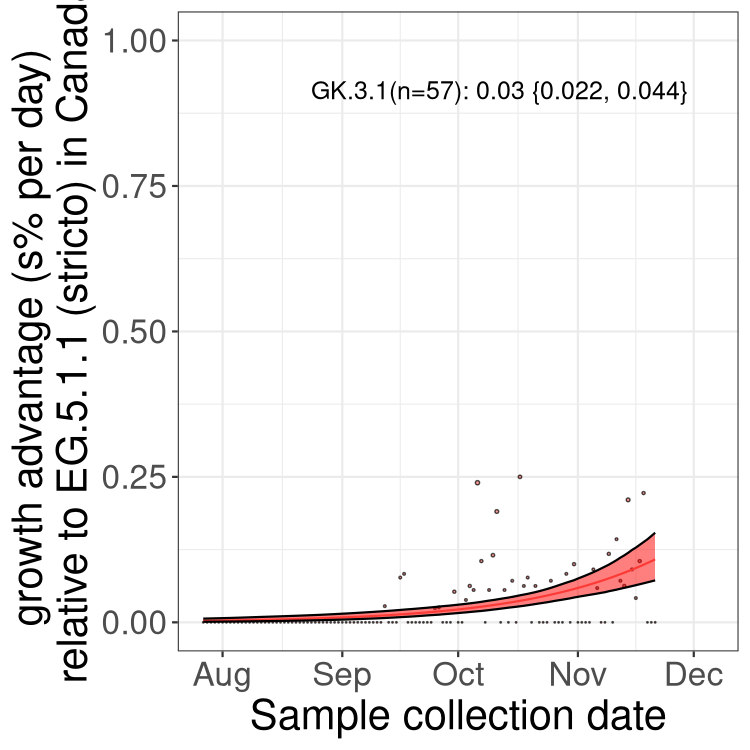 growth advantage (s% per day)
relative to EG.5.1.1 (stricto) in Canada
1.00
0.75
0.50
0.25
0.00
GK.3.1(n=57): 0.03 {0.022, 0.044}
Aug Sep Oct Nov Dec
Sample collection date